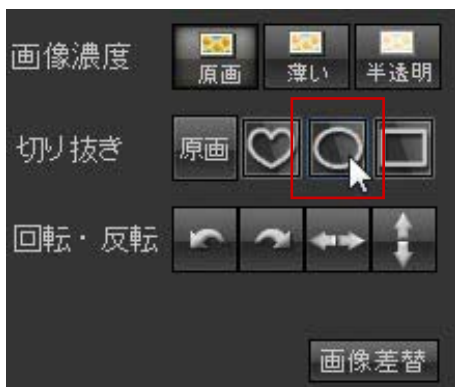 画像濃度
原画 薄い 半透明
切り抜き 原画
回転・反転
画像差替